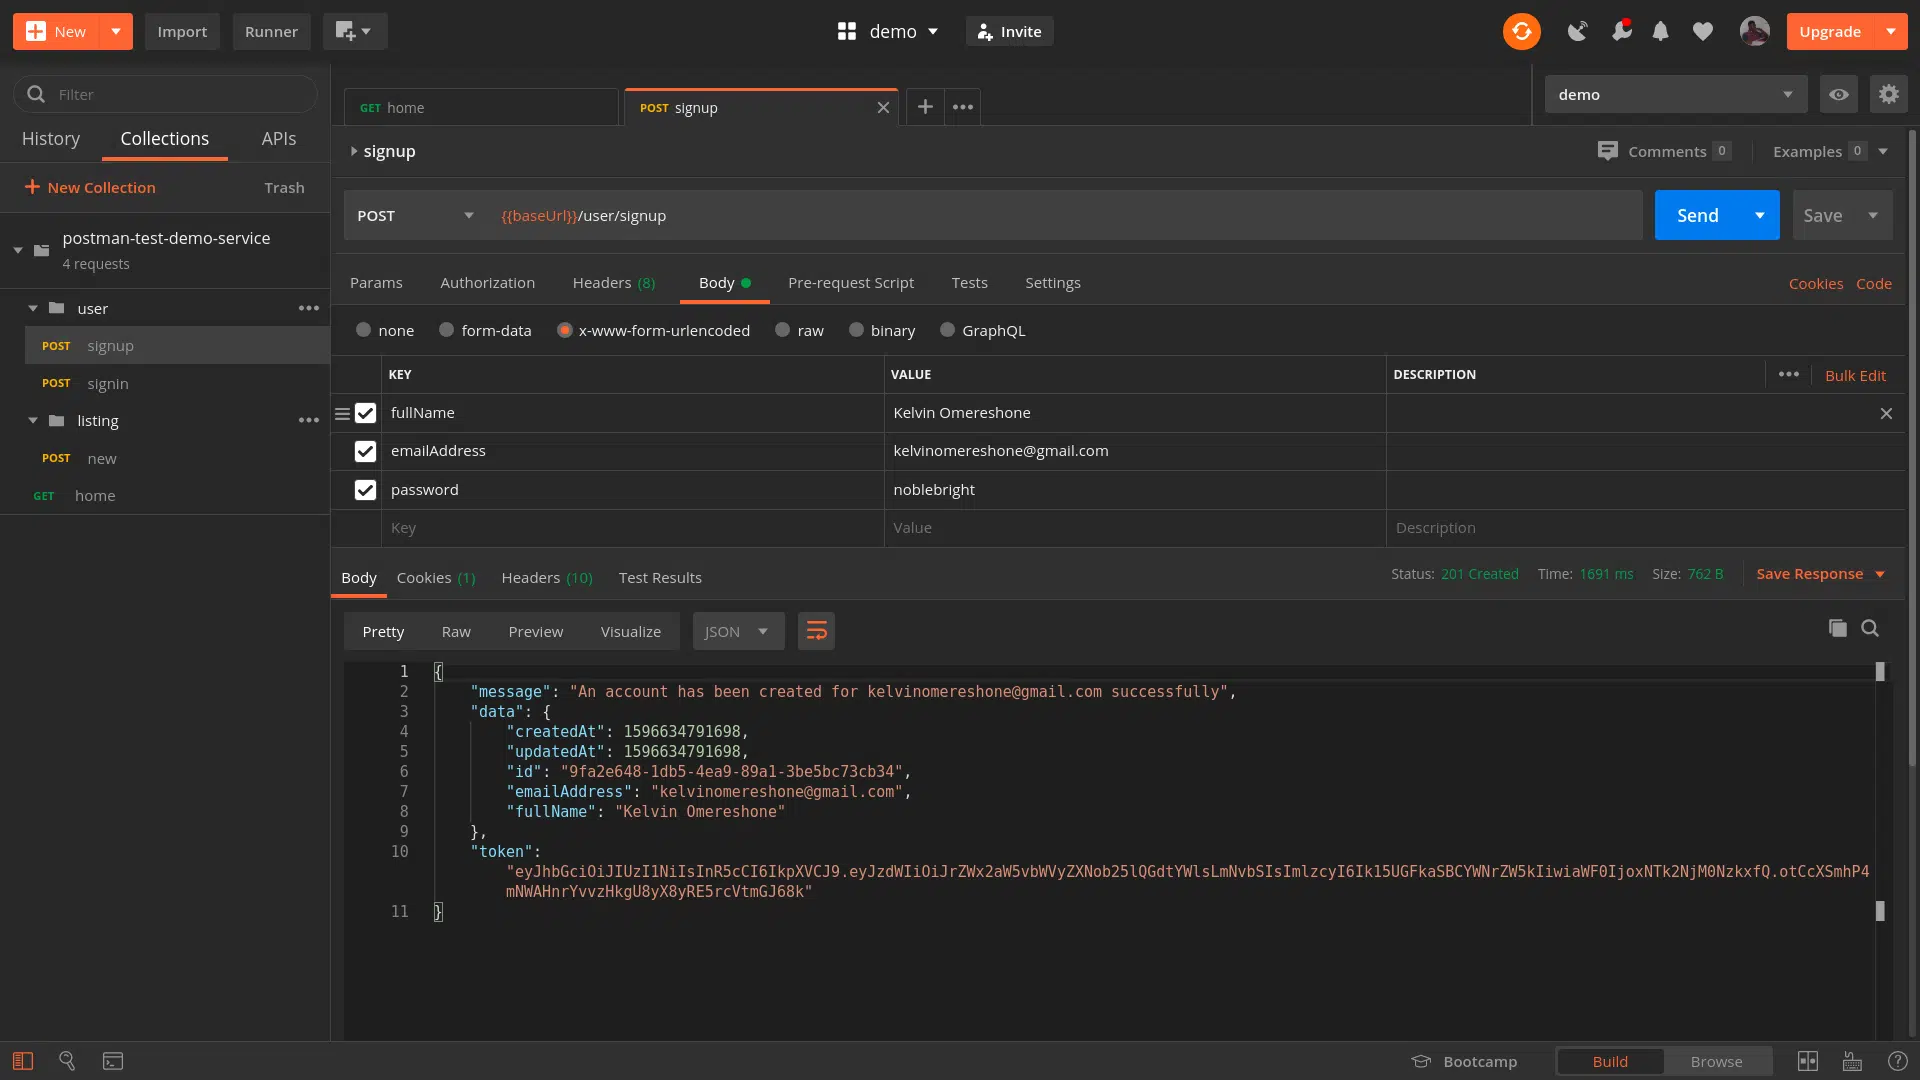 New
Import
Runner
demo
Invite
Upgrade
Filter
History
Collections
APIs
New Collection
Trash
postman-test-demo-service
4 requests
user
POST signup
POST signin
listing
POST new
GET home
GET home
POST signup
demo
signup
Comments 0
Examples 0
POST
{{baseUrl}}/user/signup
Send
Save
Params
Authorization
Headers (8)
Body
Pre-request Script
Tests
Settings
Cookies
Code
none
form-data
x-www-form-urlencoded
raw
binary
GraphQL
KEY VALUE DESCRIPTION
Bulk Edit
fullName Kelvin Omereshone
emailAddress kelvinomereshone@gmail.com
password noblebright
Key Value Description
Body
Cookies (1)
Headers (10)
Test Results
Status: 201 Created
Time: 1691 ms
Size: 762 B
Save Response
Pretty
Raw
Preview
Visualize
JSON
1 {
2 "message": "An account has been created for kelvinomereshone@gmail.com successfully",
3 "data": {
4 "createdAt": 1596634791698,
5 "updatedAt": 1596634791698,
6 "id": "9fa2e648-1db5-4ea9-89a1-3be5bc73cb34",
7 "emailAddress": "kelvinomereshone@gmail.com",
8 "fullName": "Kelvin Omereshone"
9 },
10 "token":
"eyJhbGciOiJIUzI1NiIsInR5cCI6IkpXVCJ9.eyJzdWIiOiJrZWx2aW5vbWVyZXNob25lQGdtYWlsLmNvbSIsImlzcyI6Ik15UGFkaSBCYWNrZW5kIiwiaWF0IjoxNTk2NjM0NzkxfQ.otCcXSmhP4
mNWAHnrYvvzHkgU8yX8yRE5rcVtmGJ68k"
11 }
Bootcamp
Build
Browse